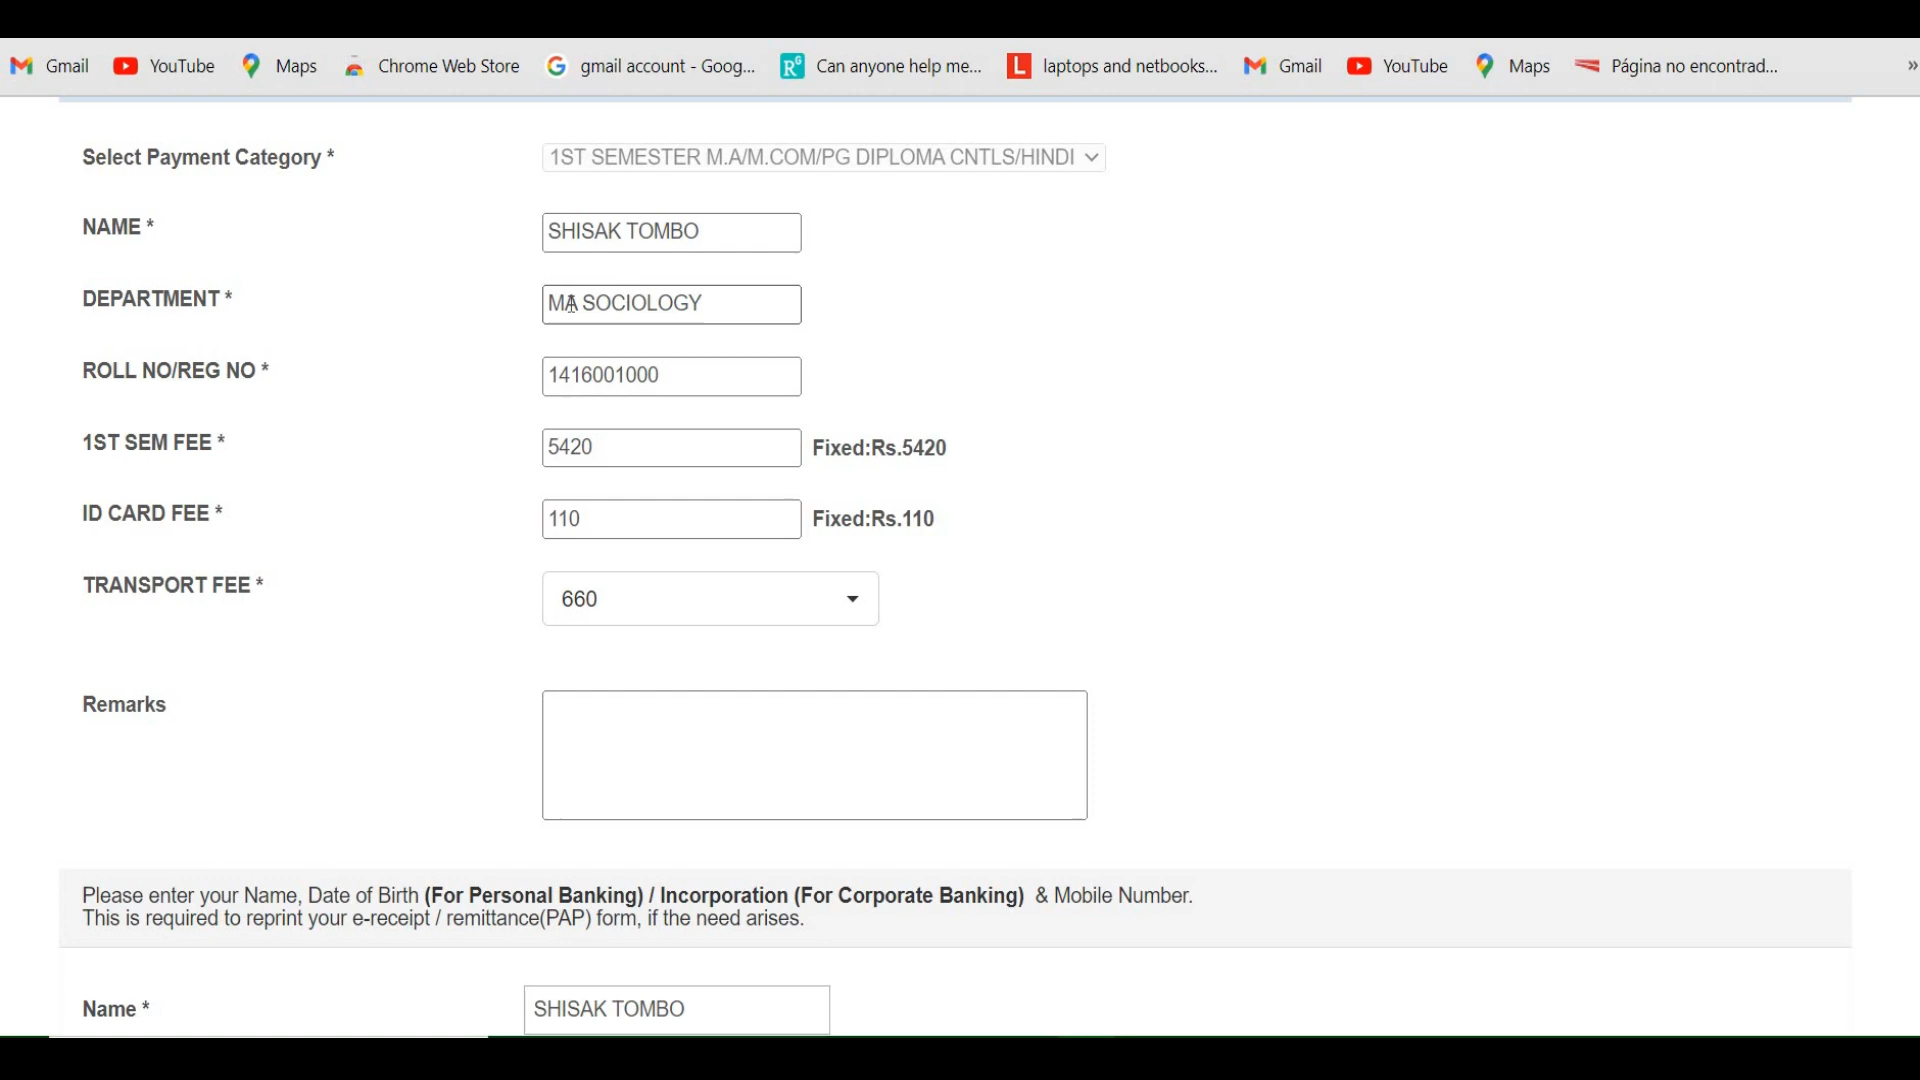 Gmail YouTube Maps Chrome Web Store gmail account - Goog... Can anyone help me... laptops and netbooks... Gmail YouTube Maps Página no encontrad... »
Select Payment Category * 1ST SEMESTER M.A/M.COM/PG DIPLOMA CNTLS/HINDI
NAME * SHISAK TOMBO
DEPARTMENT * MA SOCIOLOGY
ROLL NO/REG NO * 1416001000
1ST SEM FEE * 5420 Fixed:Rs.5420
ID CARD FEE * 110 Fixed:Rs.110
TRANSPORT FEE * 660
Remarks
Please enter your Name, Date of Birth (For Personal Banking) / Incorporation (For Corporate Banking) & Mobile Number.
This is required to reprint your e-receipt / remittance(PAP) form, if the need arises.
Name * SHISAK TOMBO